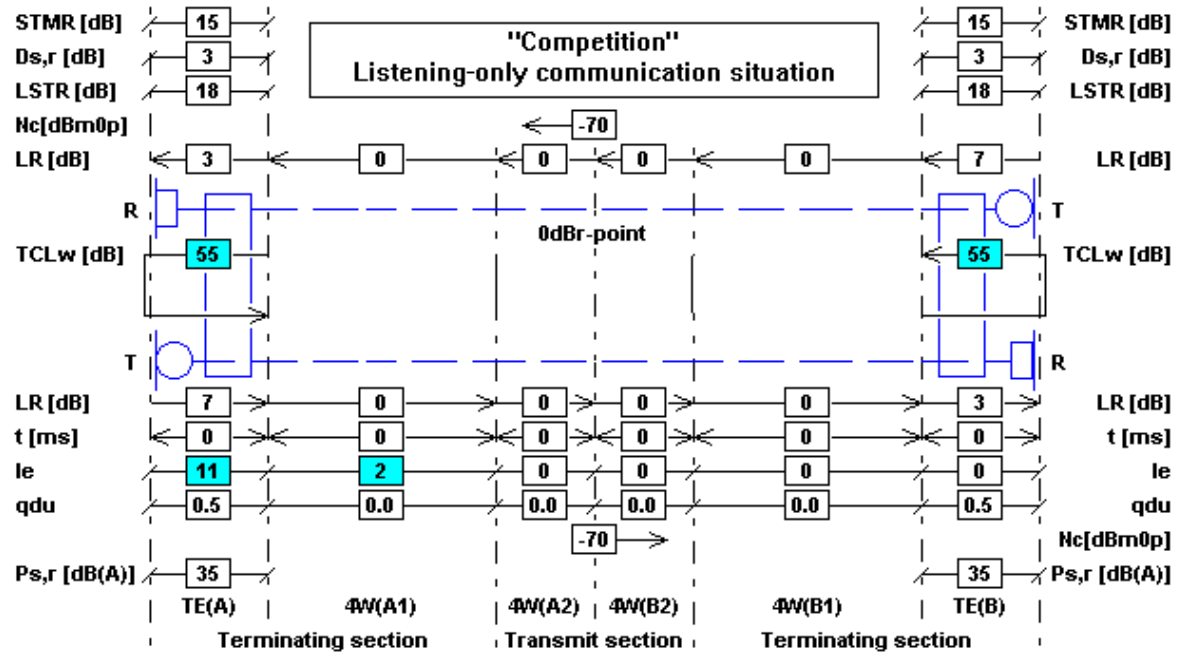 STMR [dB] 15 15 STMR [dB]
"Competition"
Ds,r [dB] 3 3 Ds,r [dB]
Listening-only communication situation
LSTR [dB] 18 18 LSTR [dB]
Nc[dBm0p] -70
LR [dB] 3 0 0 0 0 7 LR [dB]
R T
0dBr-point
TCLw [dB] 55 55 TCLw [dB]
T R
LR [dB] 7 0 0 0 0 3 LR [dB]
t [ms] 0 0 0 0 0 0 t [ms]
Ie 11 2 0 0 0 0 Ie
qdu 0.5 0.0 0.0 0.0 0.0 0.5 qdu
-70 Nc[dBm0p]
Ps,r [dB(A)] 35 35 Ps,r [dB(A)]
TE(A) 4W(A1) 4W(A2) 4W(B2) 4W(B1) TE(B)
Terminating section Transmit section Terminating section